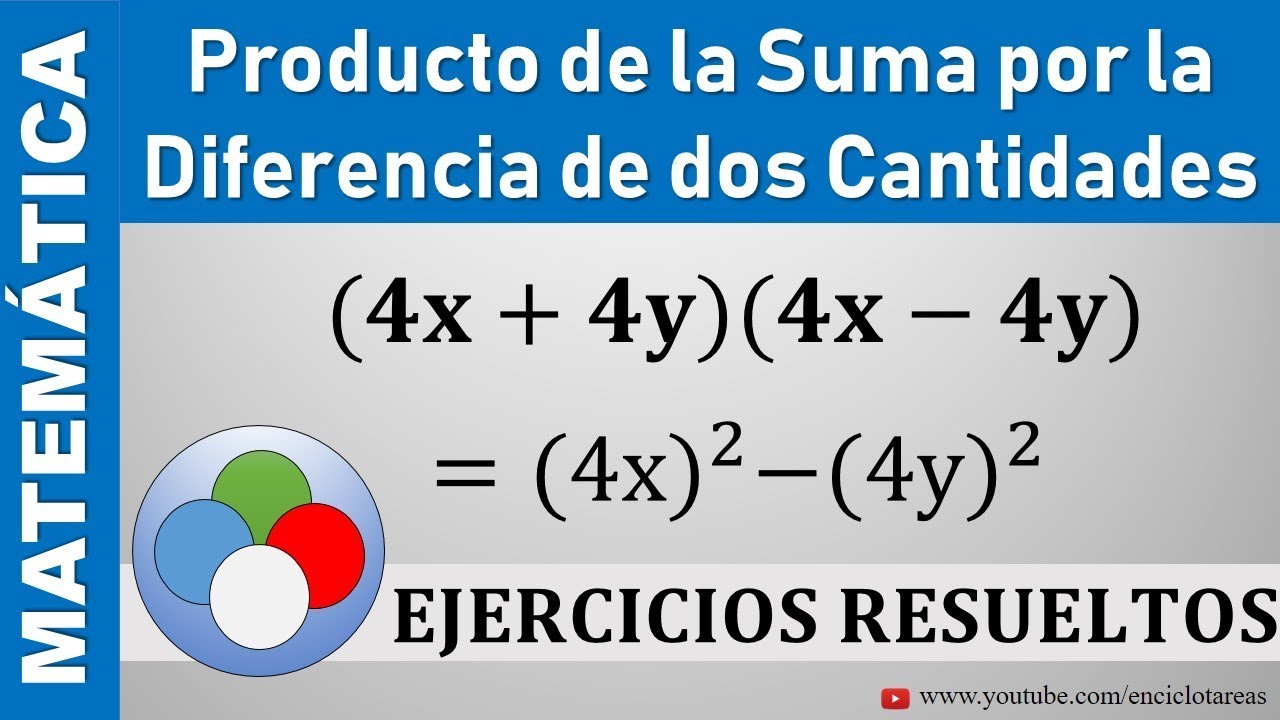 MATEMÁTICA
Producto de la Suma por la
Diferencia de dos Cantidades
(4x + 4y)(4x − 4y)
= (4x)²−(4y)²
EJERCICIOS RESUELTOS
www.youtube.com/enciclotareas